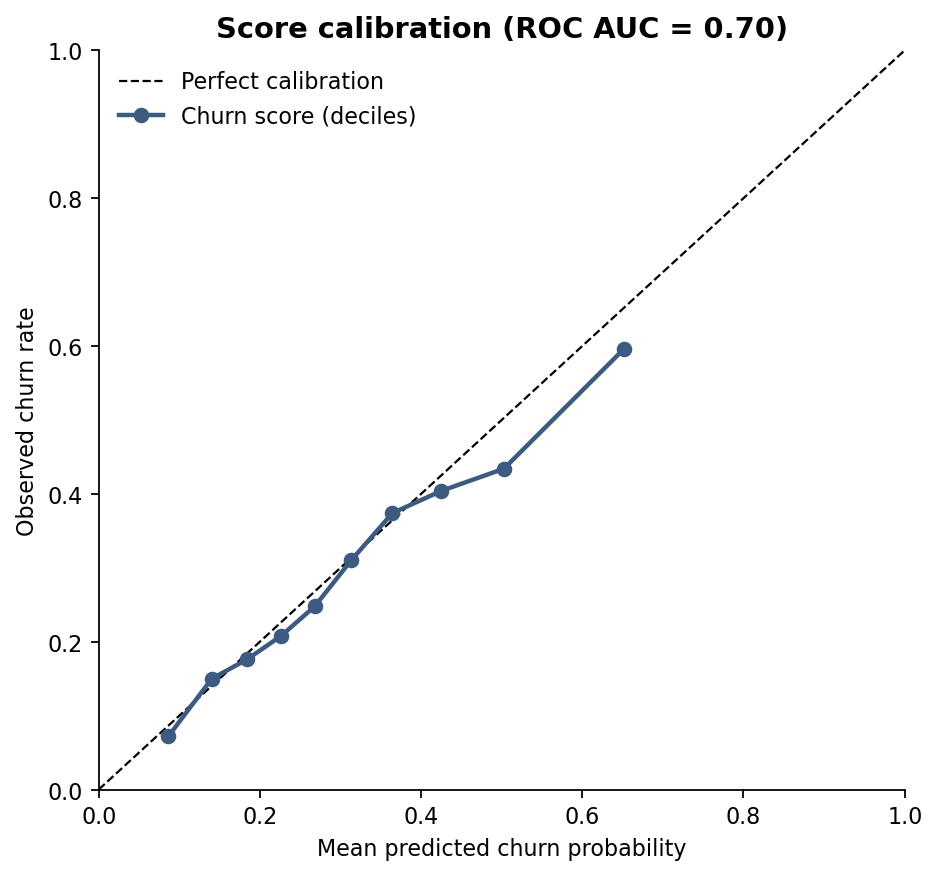 Score calibration (ROC AUC = 0.70)
Perfect calibration
Churn score (deciles)
1.0
0.8
0.6
0.4
0.2
0.0
Observed churn rate
0.0 0.2 0.4 0.6 0.8 1.0
Mean predicted churn probability